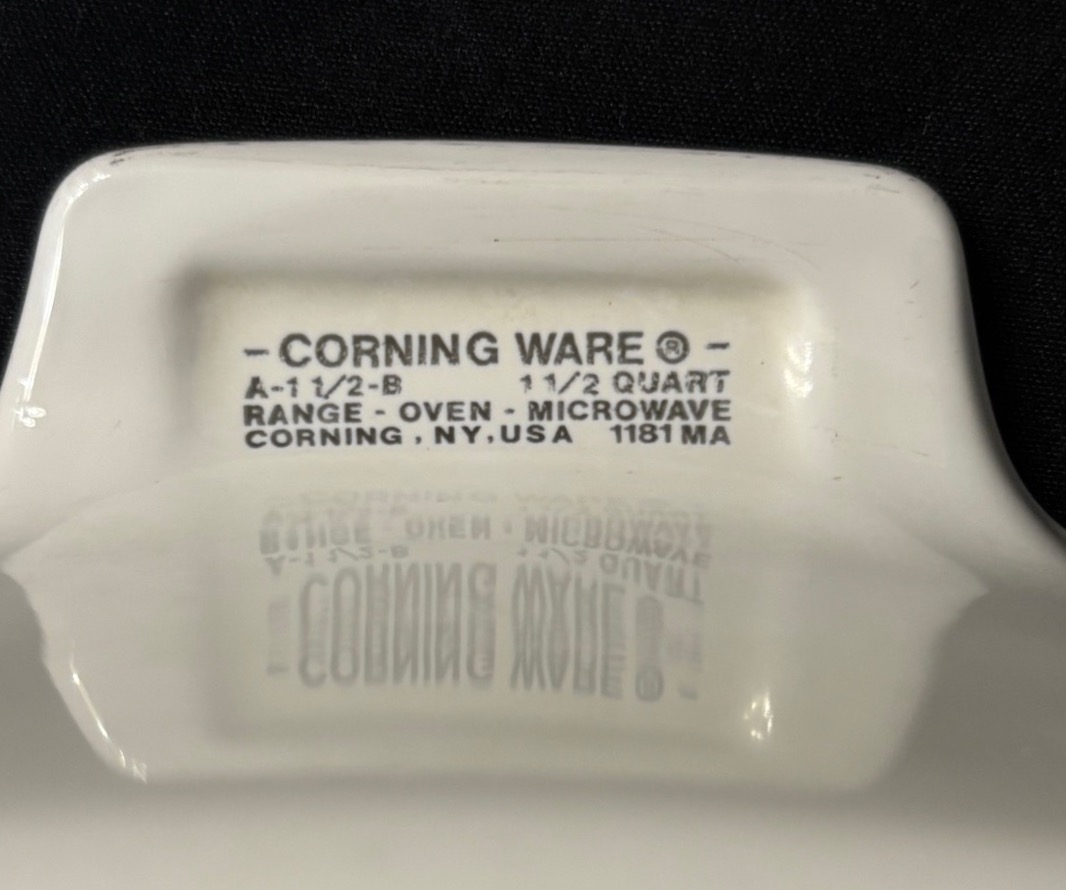 - CORNING WARE ® -
A-1 1/2-B 1 1/2 QUART
RANGE - OVEN - MICROWAVE
CORNING , NY, USA 1181 MA